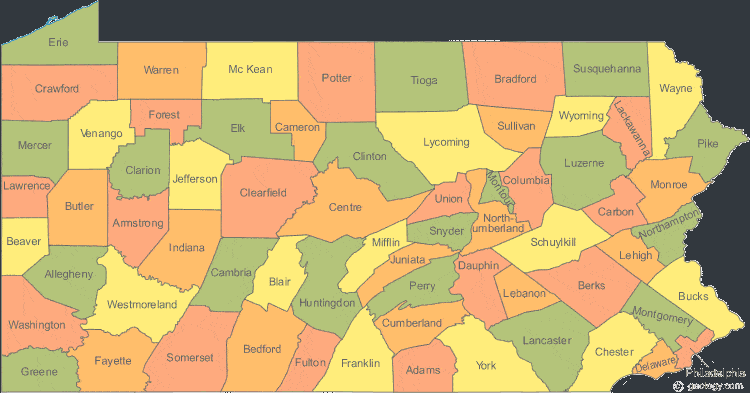 Erie
Warren
Mc Kean
Potter
Tioga
Bradford
Susquehanna
Wayne
Crawford
Forest
Elk
Cameron
Lycoming
Sullivan
Wyoming
Lackawanna
Pike
Mercer
Venango
Clarion
Jefferson
Clearfield
Clinton
Columbia
Luzerne
Monroe
Lawrence
Butler
Armstrong
Indiana
Centre
Union
Montour
North-
umberland
Carbon
Northampton
Beaver
Allegheny
Cambria
Blair
Mifflin
Snyder
Schuylkill
Lehigh
Westmoreland
Huntingdon
Juniata
Perry
Dauphin
Lebanon
Berks
Bucks
Washington
Cumberland
Montgomery
Greene
Fayette
Somerset
Bedford
Fulton
Franklin
Adams
York
Lancaster
Chester
Delaware
Philadelphia
© geology.com